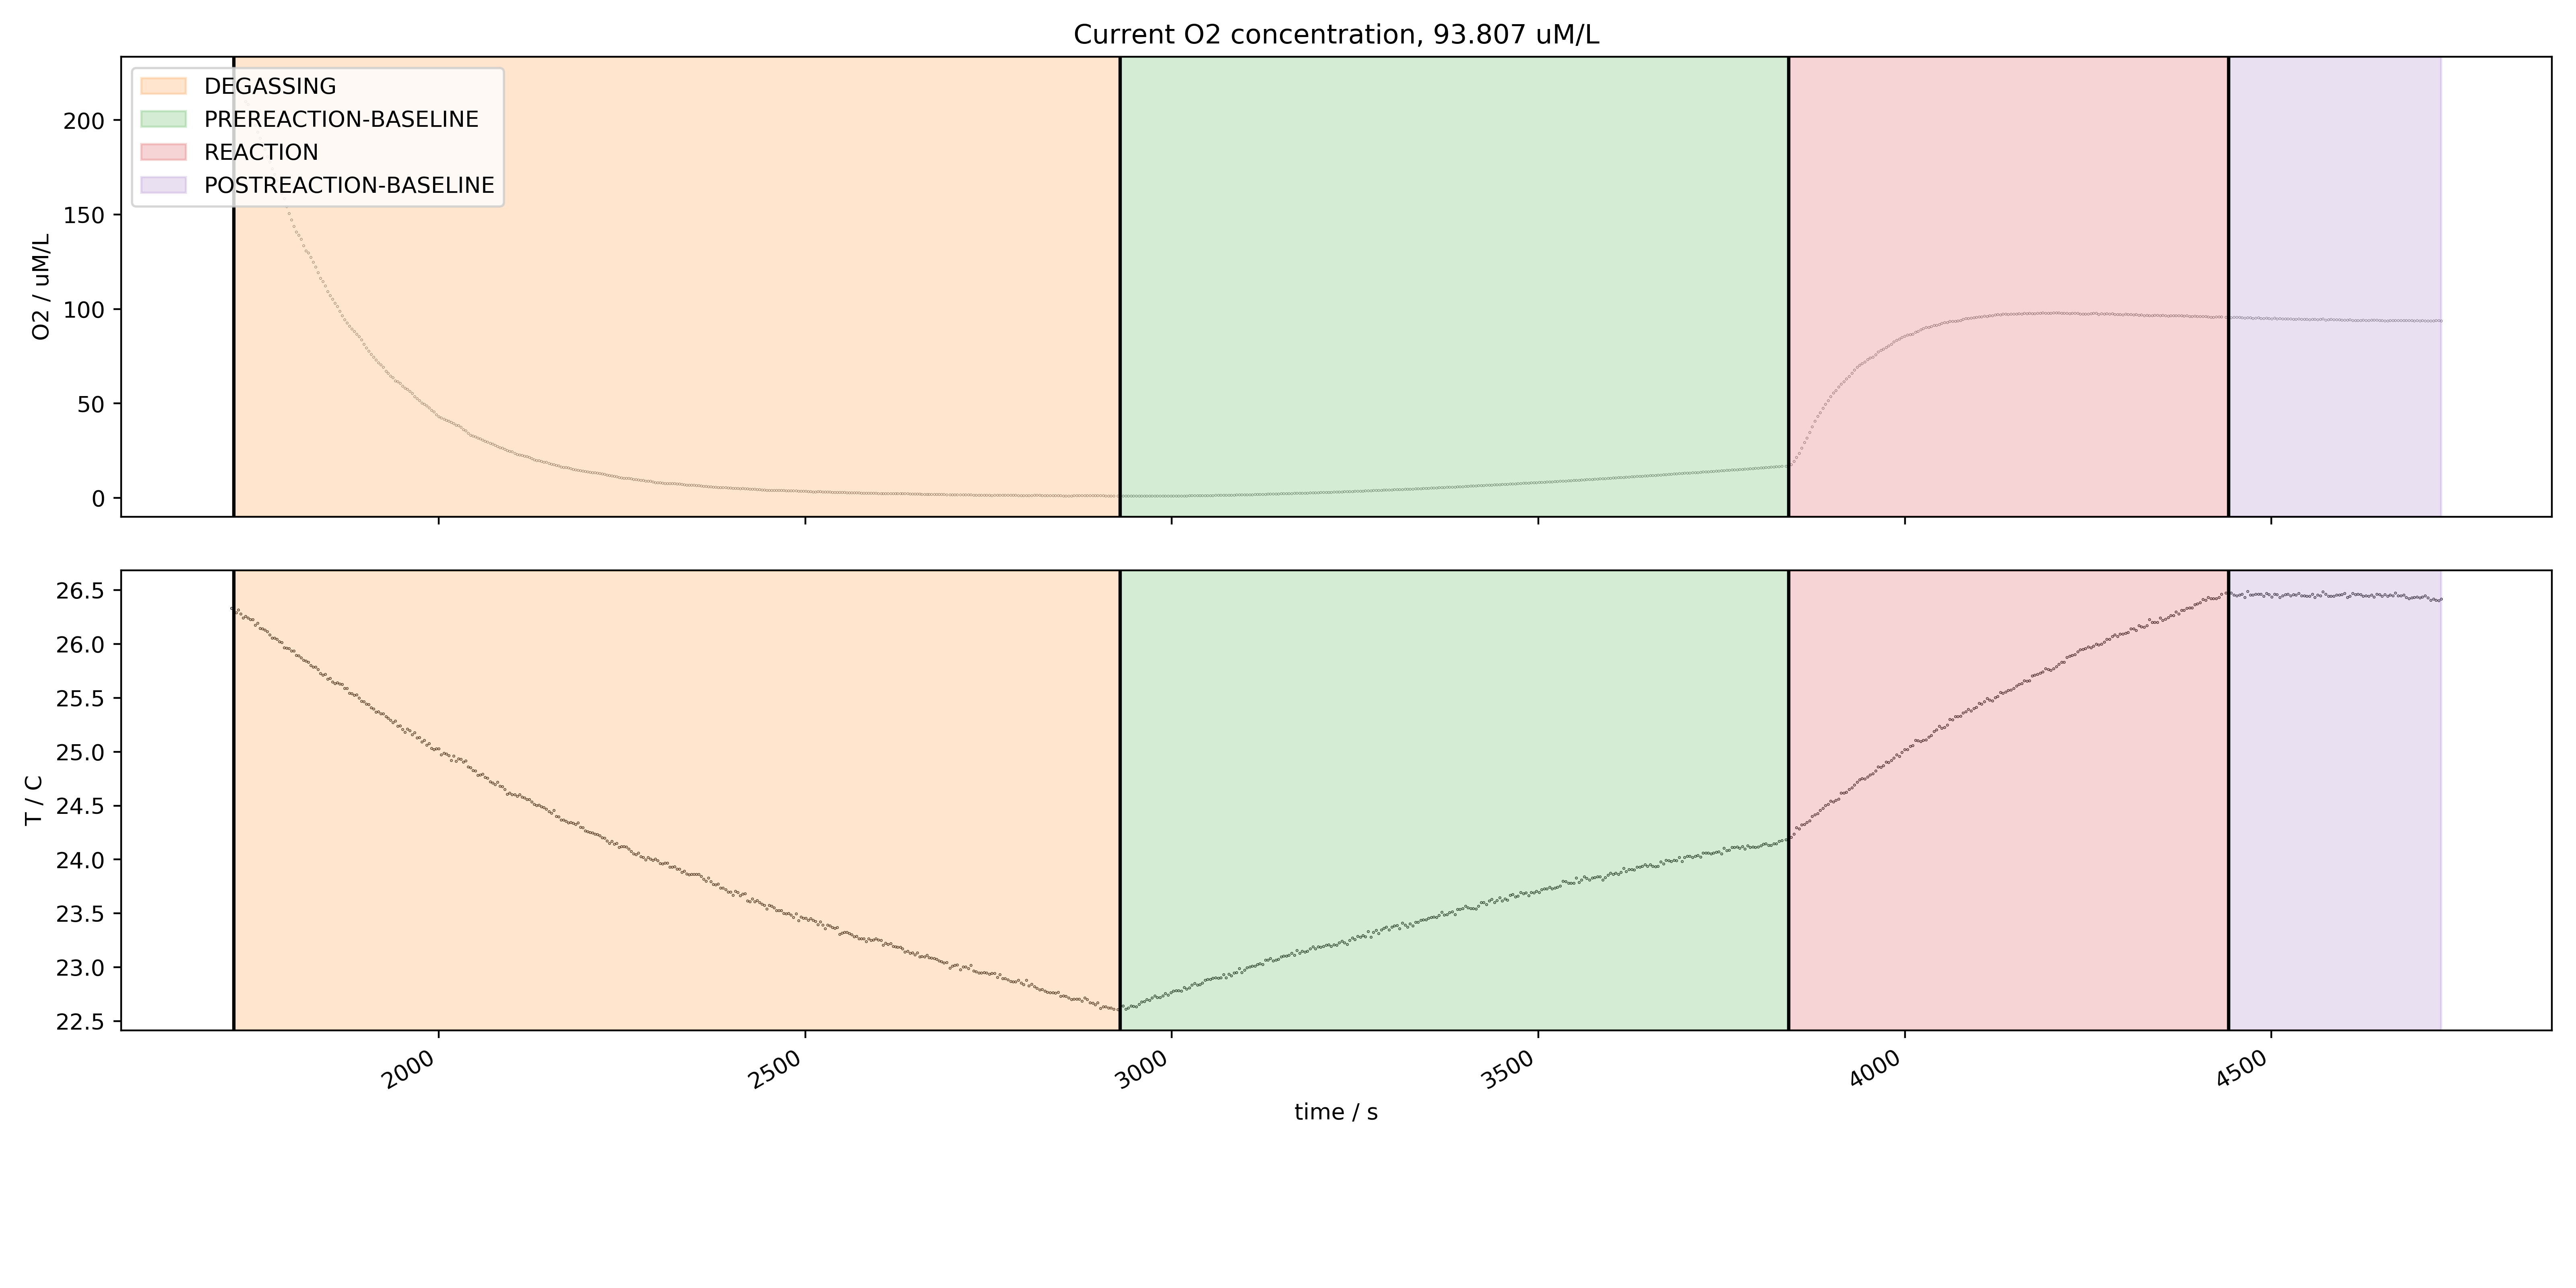 Current O2 concentration, 93.807 uM/L
DEGASSING
PREREACTION-BASELINE
REACTION
POSTREACTION-BASELINE
200
150
100
50
0
O2 / uM/L
26.5
26.0
25.5
25.0
24.5
24.0
23.5
23.0
22.5
T / C
2000
2500
3000
3500
4000
4500
time / s